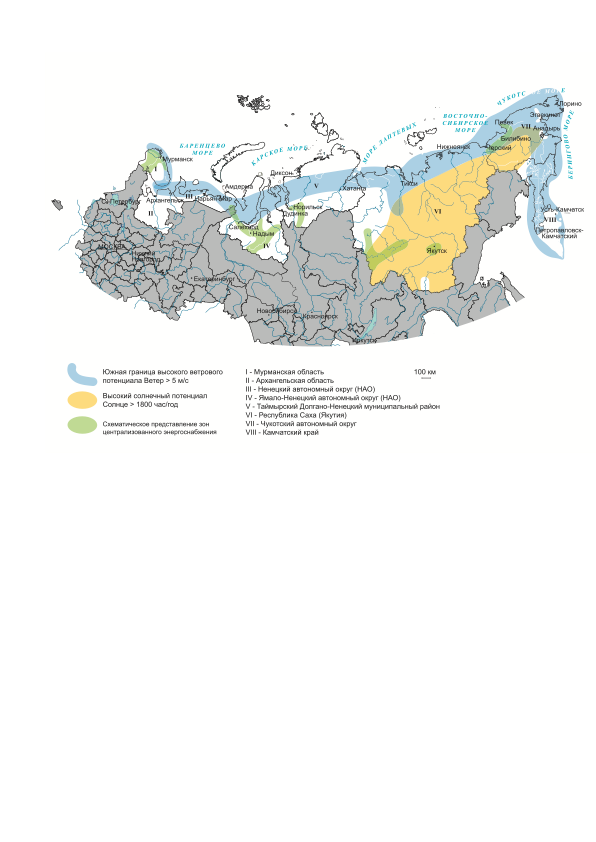 ЧУКОТСКОЕ МОРЕ
Лорино
Эгвекинот
ВОСТОЧНО-
СИБИРСКОЕ
МОРЕ
Певек
VII
Анадырь
Билибино
БЕРИНГОВО МОРЕ
МОРЕ ЛАПТЕВЫХ
Нижнеянск
Черский
БАРЕНЦЕВО
МОРЕ
КАРСКОЕ МОРЕ
Мурманск
I
Диксон
Амдерма
V
Хатанга
Тикси
С-Петербург
Архангельск
III
Нарьян-Мар
Норильск
Дудинка
II
VI
Усть-Камчатск
VIII
Салехард
Надым
IV
Петропавловск-
Камчатский
МОСКВА
Нижний
Новгород
Якутск
Екатеринбург
Новосибирск
Красноярск
Иркутск
Южная граница высокого ветрового
потенциала Ветер > 5 м/с
Высокий солнечный потенциал
Солнце > 1800 час/год
Схематическое представление зон
централизованного энергоснабжения
I - Мурманская область
II - Архангельская область
III - Ненецкий автономный округ (НАО)
IV - Ямало-Ненецкий автономный округ (НАО)
V - Таймырский Долгано-Ненецкий муниципальный район
VI - Республика Саха (Якутия)
VII - Чукотский автономный округ
VIII - Камчатский край
100 км